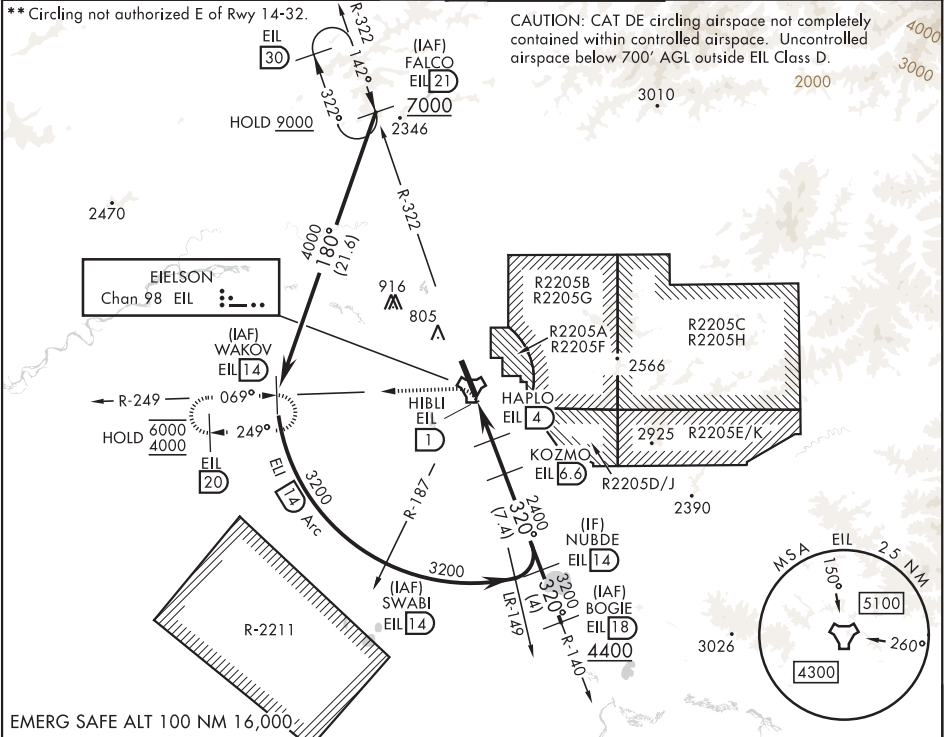 ** Circling not authorized E of Rwy 14-32.
CAUTION: CAT DE circling airspace not completely
contained within controlled airspace. Uncontrolled
airspace below 700' AGL outside EIL Class D.
4000
3000
2000
3010
R-322
EIL
30
142°
322°
HOLD 9000
(IAF)
FALCO
EIL 21
7000
2346
R-322
2470
4000
180°
(21.6)
EIELSON
Chan 98 EIL
916
805
R2205B
R2205G
R2205A
R2205F
R2205C
R2205H
2566
(IAF)
WAKOV
EIL 14
R-249
069°
249°
HOLD 6000
4000
EIL
20
HIBLI
EIL
1
HAPLO
EIL 4
KOZMO
EIL 6.6
2925
R2205E/K
R2205D/J
2390
3200
ELI 14 Arc
R-187
2400
320°
(7.4)
(IF)
NUBDE
EIL 14
3200
(IAF)
SWABI
EIL 14
LR-149
3200
320°
(4)
(IAF)
BOGIE
EIL 18
4400
R-140
R-2211
3026
MSA EIL 25 NM
150°
5100
260°
4300
EMERG SAFE ALT 100 NM 16,000